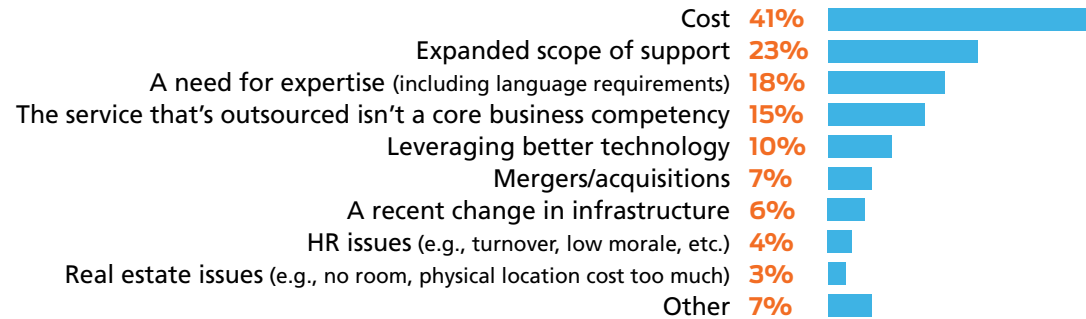 Cost 41%
Expanded scope of support 23%
A need for expertise (including language requirements) 18%
The service that’s outsourced isn’t a core business competency 15%
Leveraging better technology 10%
Mergers/acquisitions 7%
A recent change in infrastructure 6%
HR issues (e.g., turnover, low morale, etc.) 4%
Real estate issues (e.g., no room, physical location cost too much) 3%
Other 7%